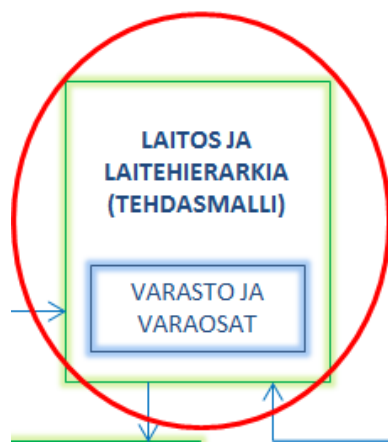 LAITOS JA
LAITEHIERARKIA
(TEHDASMALLI)
VARASTO JA
VARAOSAT